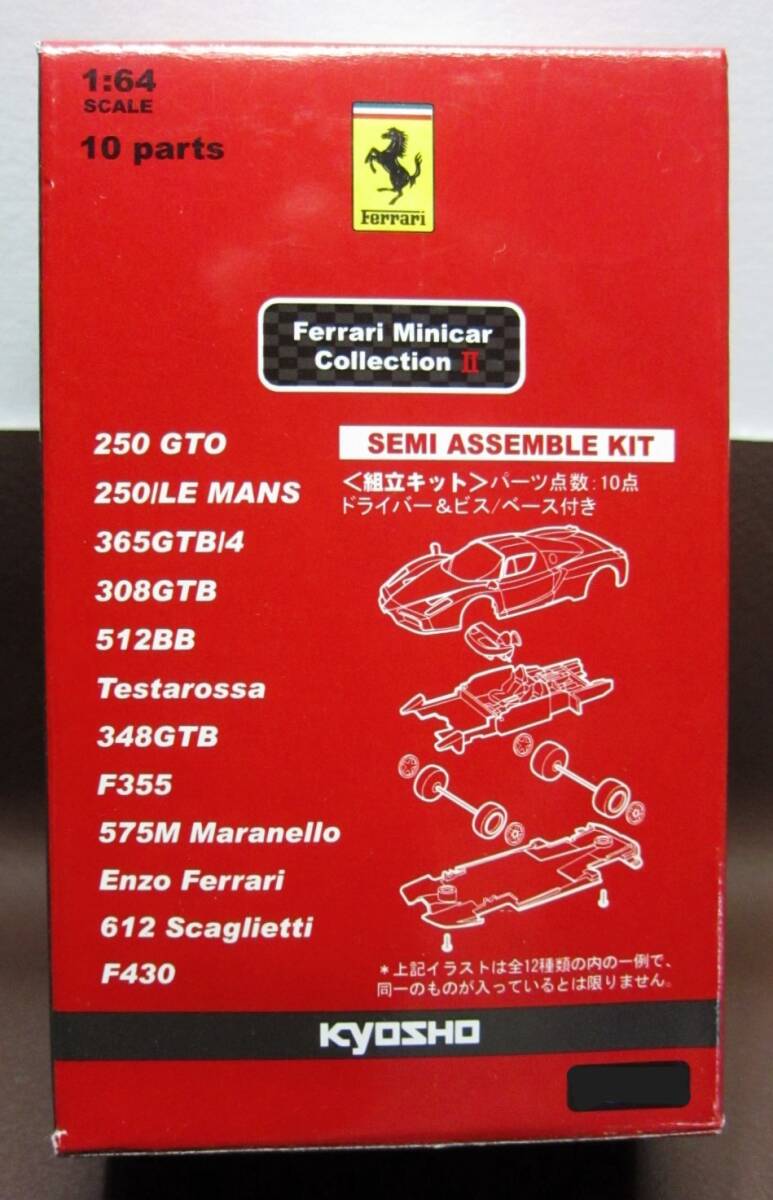 1:64
SCALE
10 parts
Ferrari
Ferrari Minicar
Collection II
250 GTO
250/LE MANS
365GTB/4
308GTB
512BB
Testarossa
348GTB
F355
575M Maranello
Enzo Ferrari
612 Scaglietti
F430
SEMI ASSEMBLE KIT
<組立キット>パーツ点数:10点
ドライバー&ビス/ベース付き
*上記イラストは全12種類の内の一例で、
同一のものが入っているとは限りません。
KYOSHO